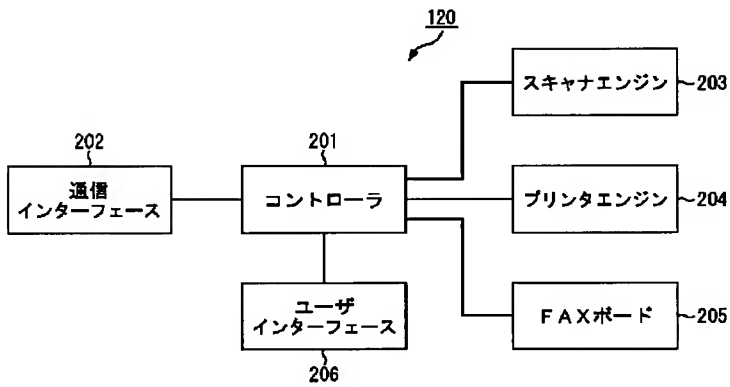 120
スキャナエンジン
203
202
通信
インターフェース
201
コントローラ
プリンタエンジン
204
ユーザ
インターフェース
206
FAXボード
205